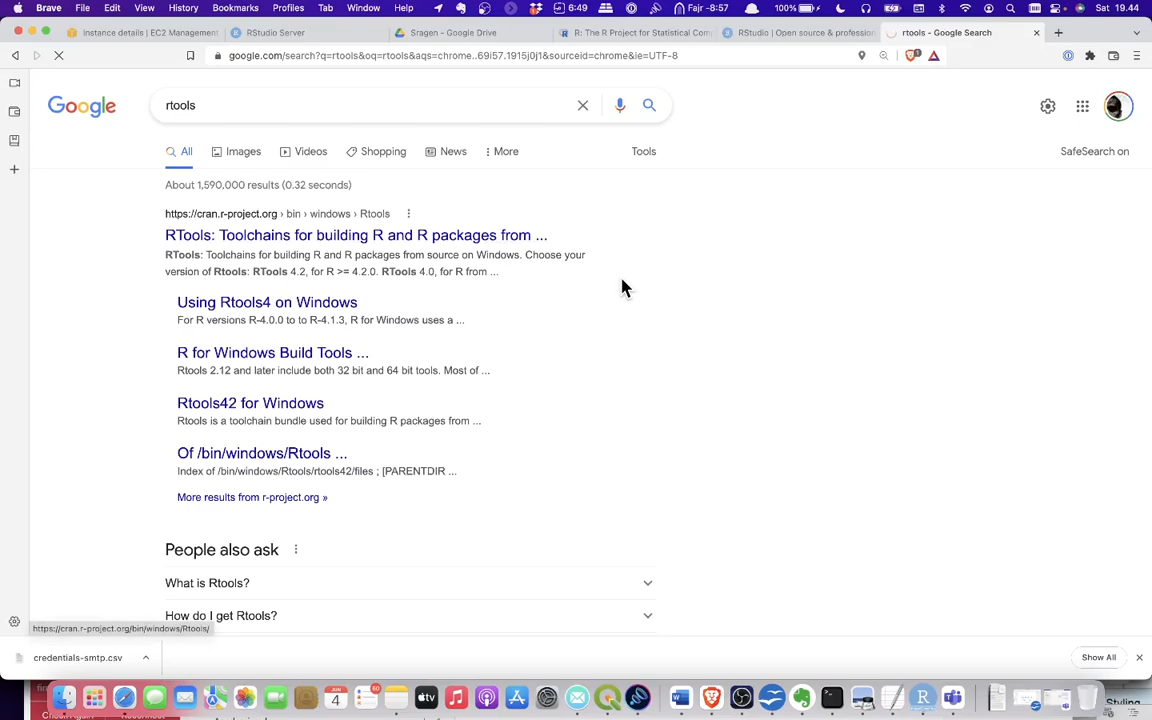 Brave File Edit View History Bookmarks Profiles Tab Window Help 6:49 Fajr -8:57 100% Sat 19.44
Instance details | EC2 Management RStudio Server Sragen - Google Drive R: The R Project for Statistical Com RStudio | Open source & profession rtools - Google Search
google.com/search?q=rtools&oq=rtools&aqs=chrome..69i57.1915j0j1&sourceid=chrome&ie=UTF-8
Google
rtools
All Images Videos Shopping News More Tools SafeSearch on
About 1,590,000 results (0.32 seconds)
https://cran.r-project.org › bin › windows › Rtools
RTools: Toolchains for building R and R packages from ...
RTools: Toolchains for building R and R packages from source on Windows. Choose your
version of Rtools: RTools 4.2, for R >= 4.2.0. RTools 4.0, for R from ...
Using Rtools4 on Windows
For R versions R-4.0.0 to to R-4.1.3, R for Windows uses a ...
R for Windows Build Tools ...
Rtools 2.12 and later include both 32 bit and 64 bit tools. Most of ...
Rtools42 for Windows
Rtools is a toolchain bundle used for building R packages from ...
Of /bin/windows/Rtools ...
Index of /bin/windows/Rtools/rtools42/files ; [PARENTDIR ...
More results from r-project.org »
People also ask
What is Rtools?
How do I get Rtools?
https://cran.r-project.org/bin/windows/Rtools/
credentials-smtp.csv
Show All
JUN
4
60
tv
Styling